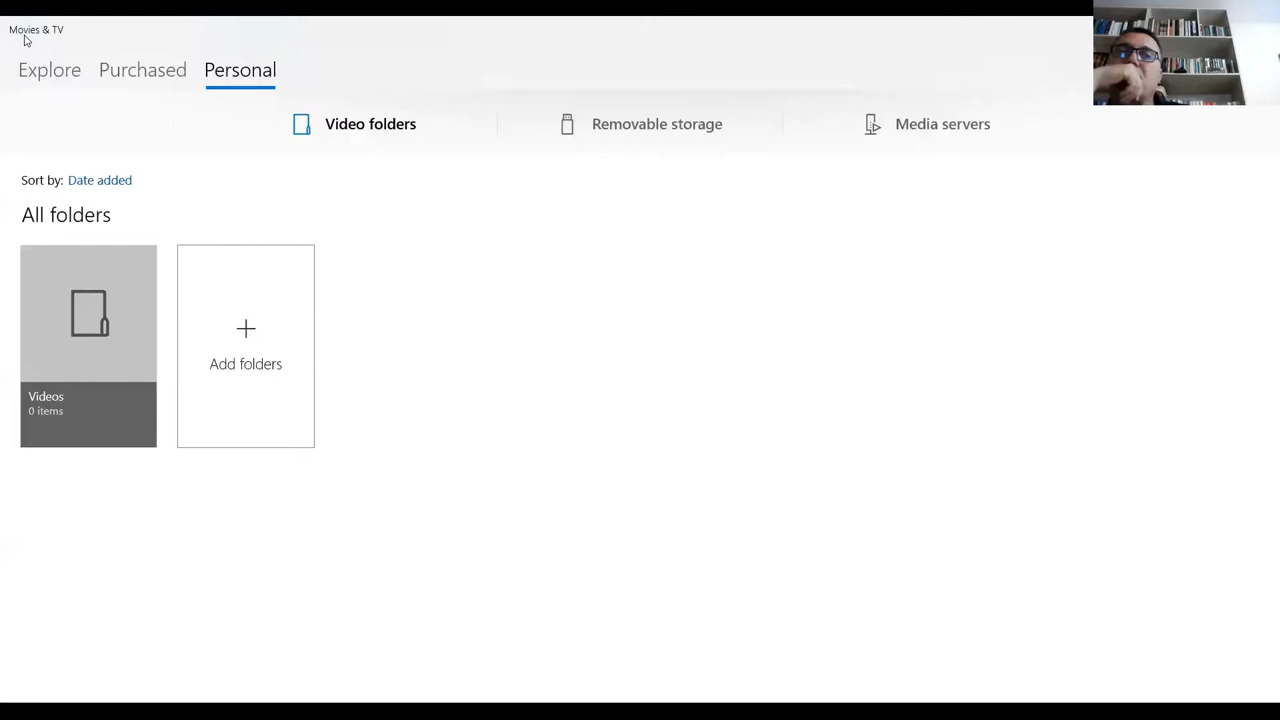 Movies & TV
Explore Purchased Personal
Video folders Removable storage Media servers
Sort by: Date added
All folders
Add folders
Videos
0 items